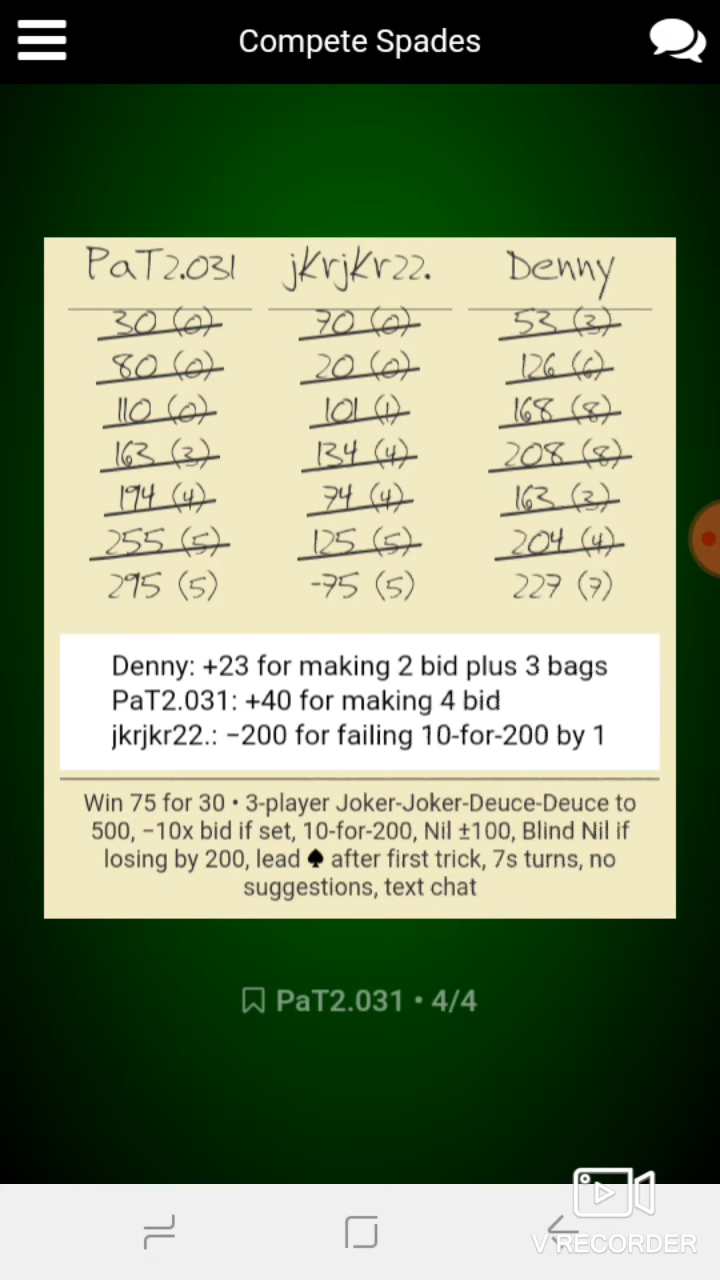 Compete Spades
PaT2.031 jkrjkr22. Denny
30 (0) 70 (0) 53 (3)
80 (0) 20 (0) 126 (6)
110 (0) 101 (1) 168 (8)
163 (3) 134 (4) 208 (8)
194 (4) 74 (4) 163 (3)
255 (5) 125 (5) 204 (4)
295 (5) -75 (5) 227 (7)
Denny: +23 for making 2 bid plus 3 bags
PaT2.031: +40 for making 4 bid
jkrjkr22.: −200 for failing 10-for-200 by 1
Win 75 for 30 • 3-player Joker-Joker-Deuce-Deuce to
500, −10x bid if set, 10-for-200, Nil ±100, Blind Nil if
losing by 200, lead ♠ after first trick, 7s turns, no
suggestions, text chat
PaT2.031 • 4/4
V RECORDER